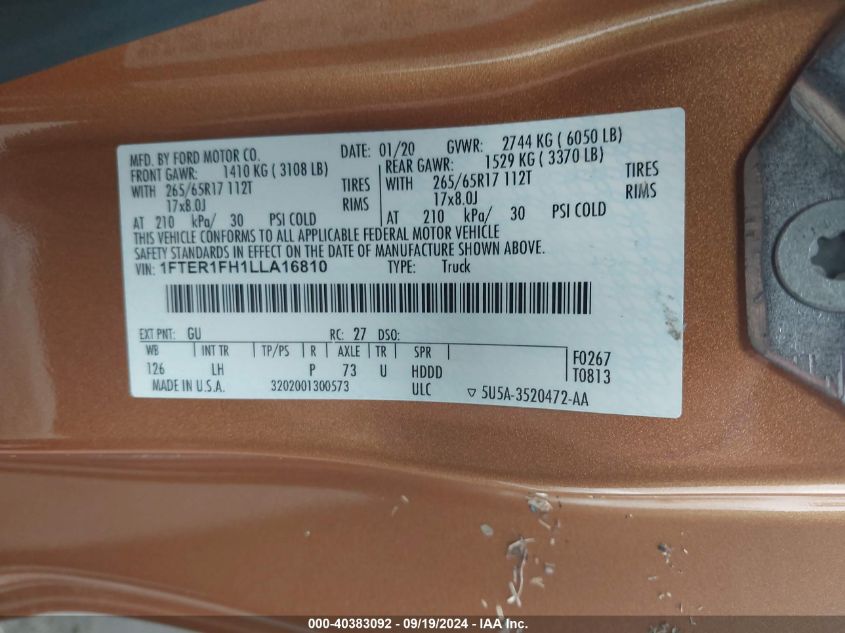 MFD. BY FORD MOTOR CO. DATE: 01/20 GVWR: 2744 KG ( 6050 LB)
FRONT GAWR: 1410 KG ( 3108 LB) REAR GAWR: 1529 KG ( 3370 LB)
WITH 265/65R17 112T TIRES WITH 265/65R17 112T TIRES
17x8.0J RIMS 17x8.0J RIMS
AT 210 kPa/ 30 PSI COLD AT 210 kPa/ 30 PSI COLD
THIS VEHICLE CONFORMS TO ALL APPLICABLE FEDERAL MOTOR VEHICLE
SAFETY STANDARDS IN EFFECT ON THE DATE OF MANUFACTURE SHOWN ABOVE.
VIN: 1FTER1FH1LLA16810 TYPE: Truck
EXT PNT: GU RC: 27 DSO:
WB INT TR TP/PS R AXLE TR SPR F0267
126 LH P 73 U HDDD T0813
MADE IN U.S.A. 3202001300573 ULC ▽ 5U5A-3520472-AA
000-40383092 - 09/19/2024 - USA Inc.